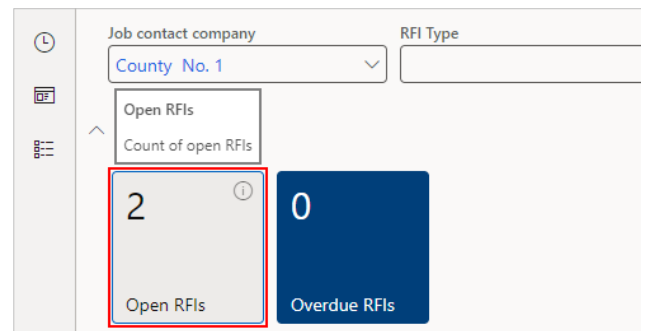 Job contact company
RFI Type
County No. 1
Open RFIs
Count of open RFIs
2
0
Open RFIs
Overdue RFIs